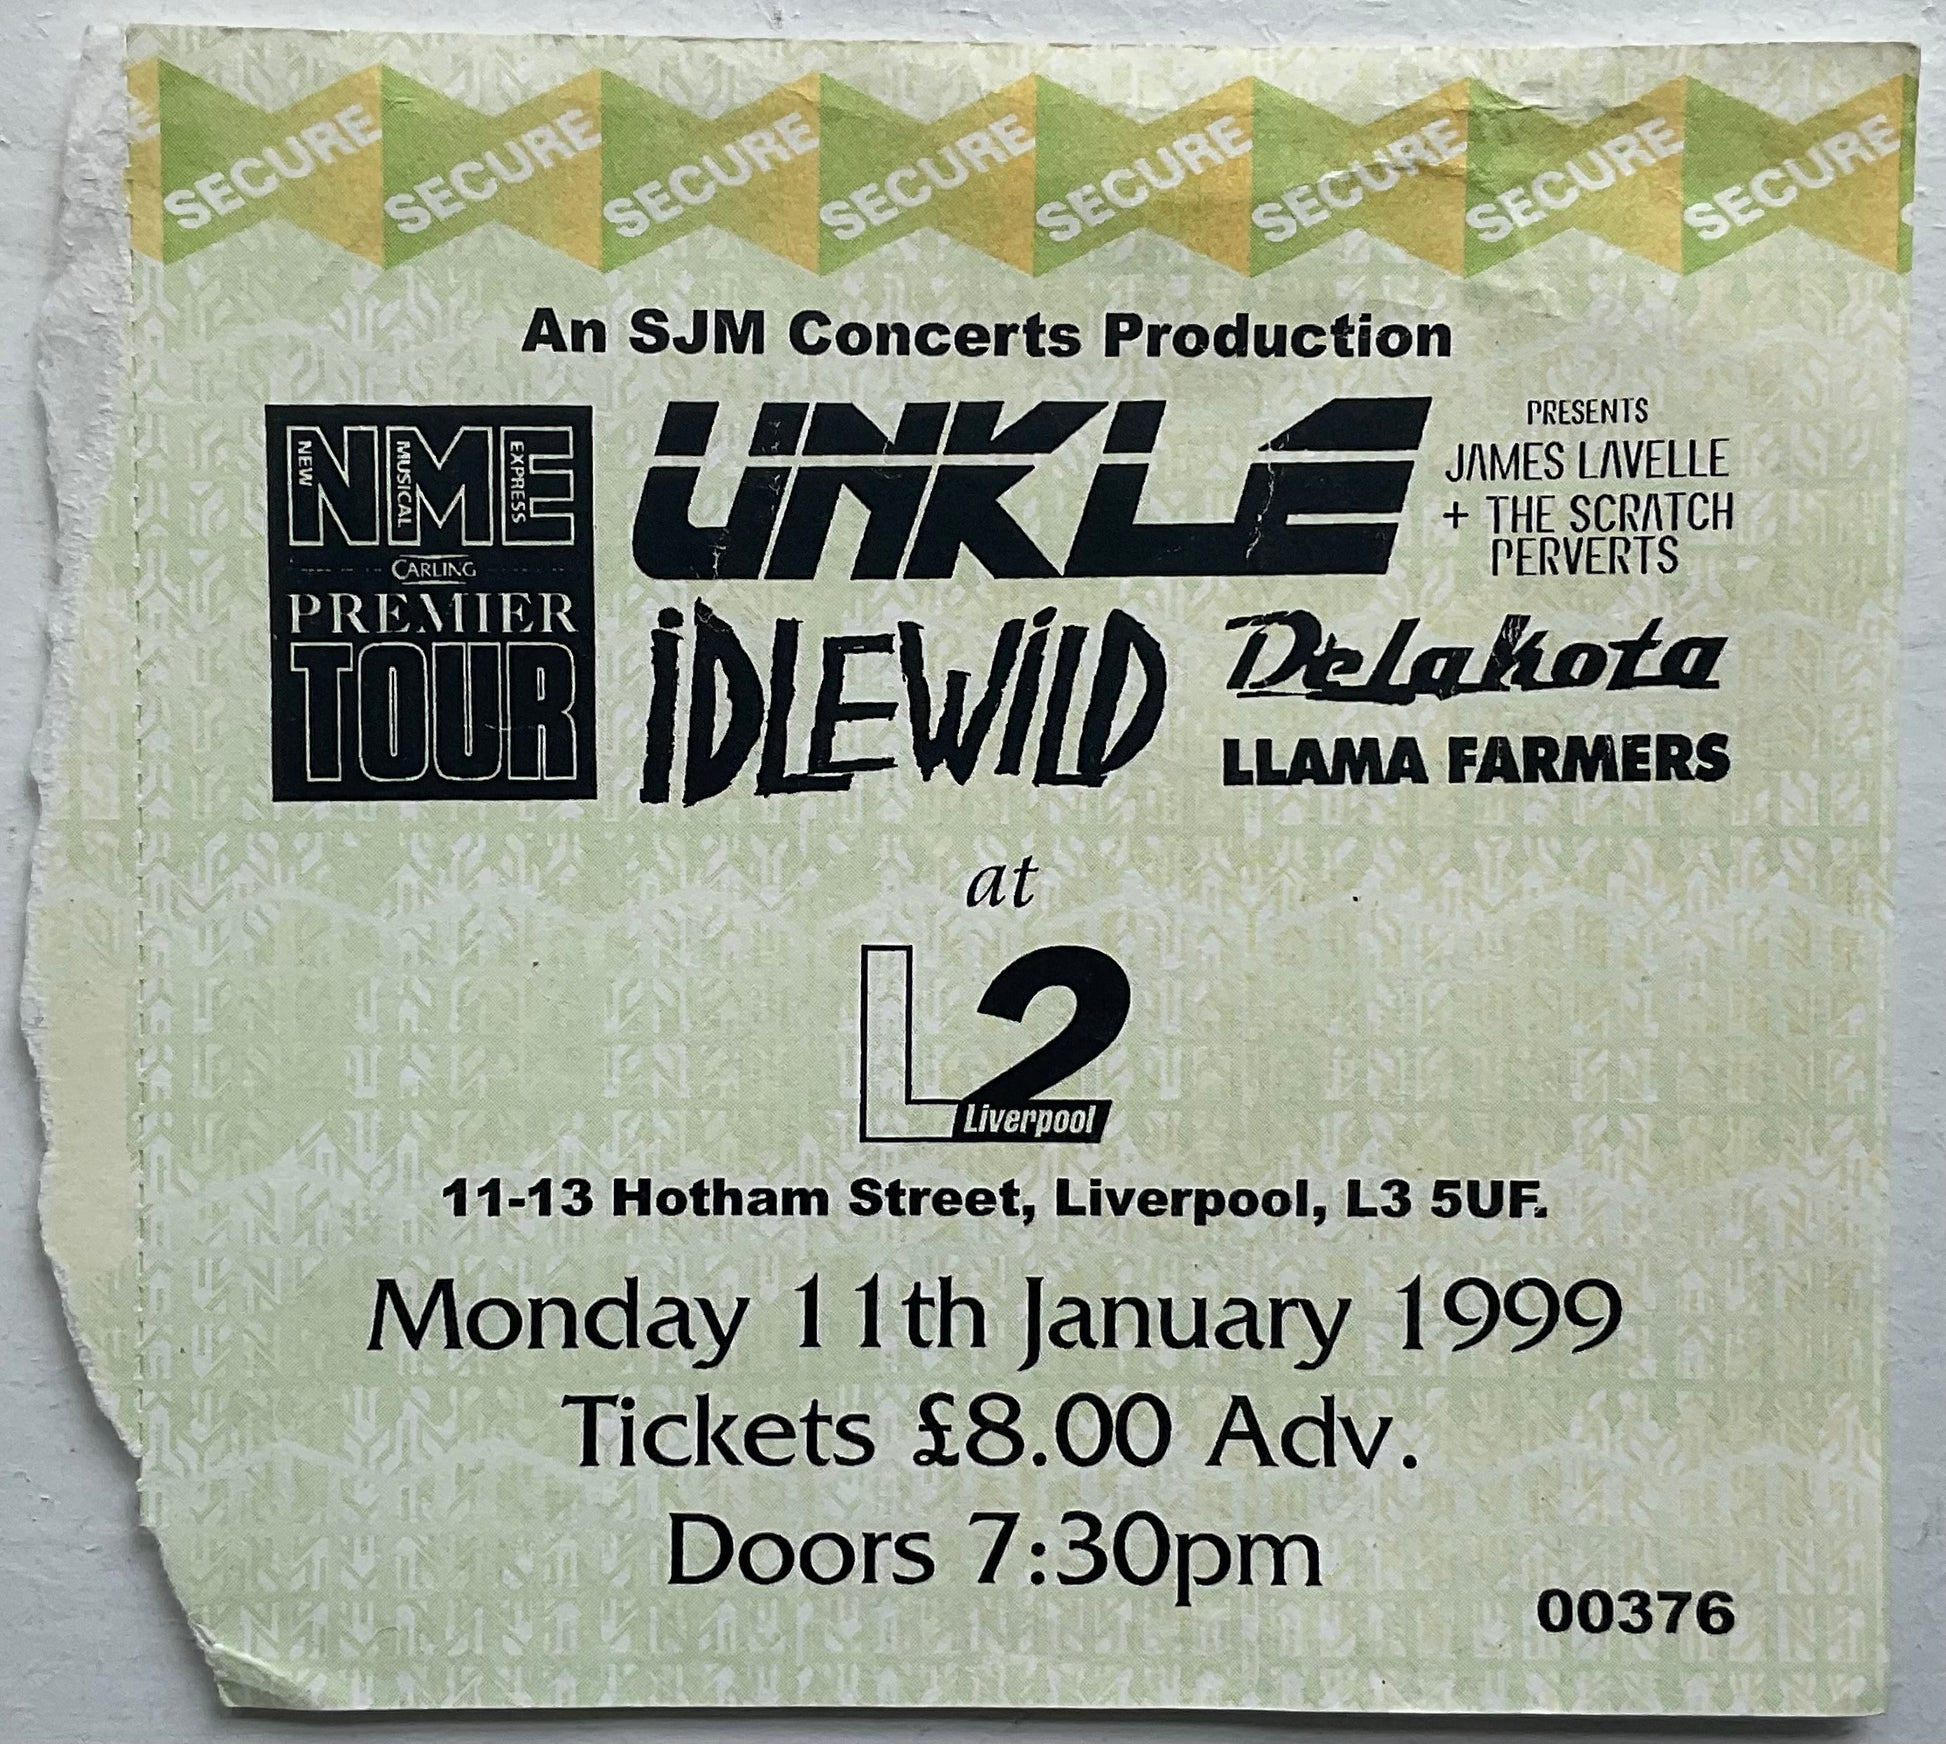 SECURE SECURE SECURE SECURE SECURE SECURE SECURE SECURE
An SJM Concerts Production
NME
NEW MUSICAL EXPRESS
CARLING
PREMIER
TOUR
UNKLE
PRESENTS
JAMES LAVELLE
+ THE SCRATCH
PERVERTS
iDLEWiLD
Delakota
LLAMA FARMERS
at
L2
Liverpool
11-13 Hotham Street, Liverpool, L3 5UF.
Monday 11th January 1999
Tickets £8.00 Adv.
Doors 7:30pm
00376